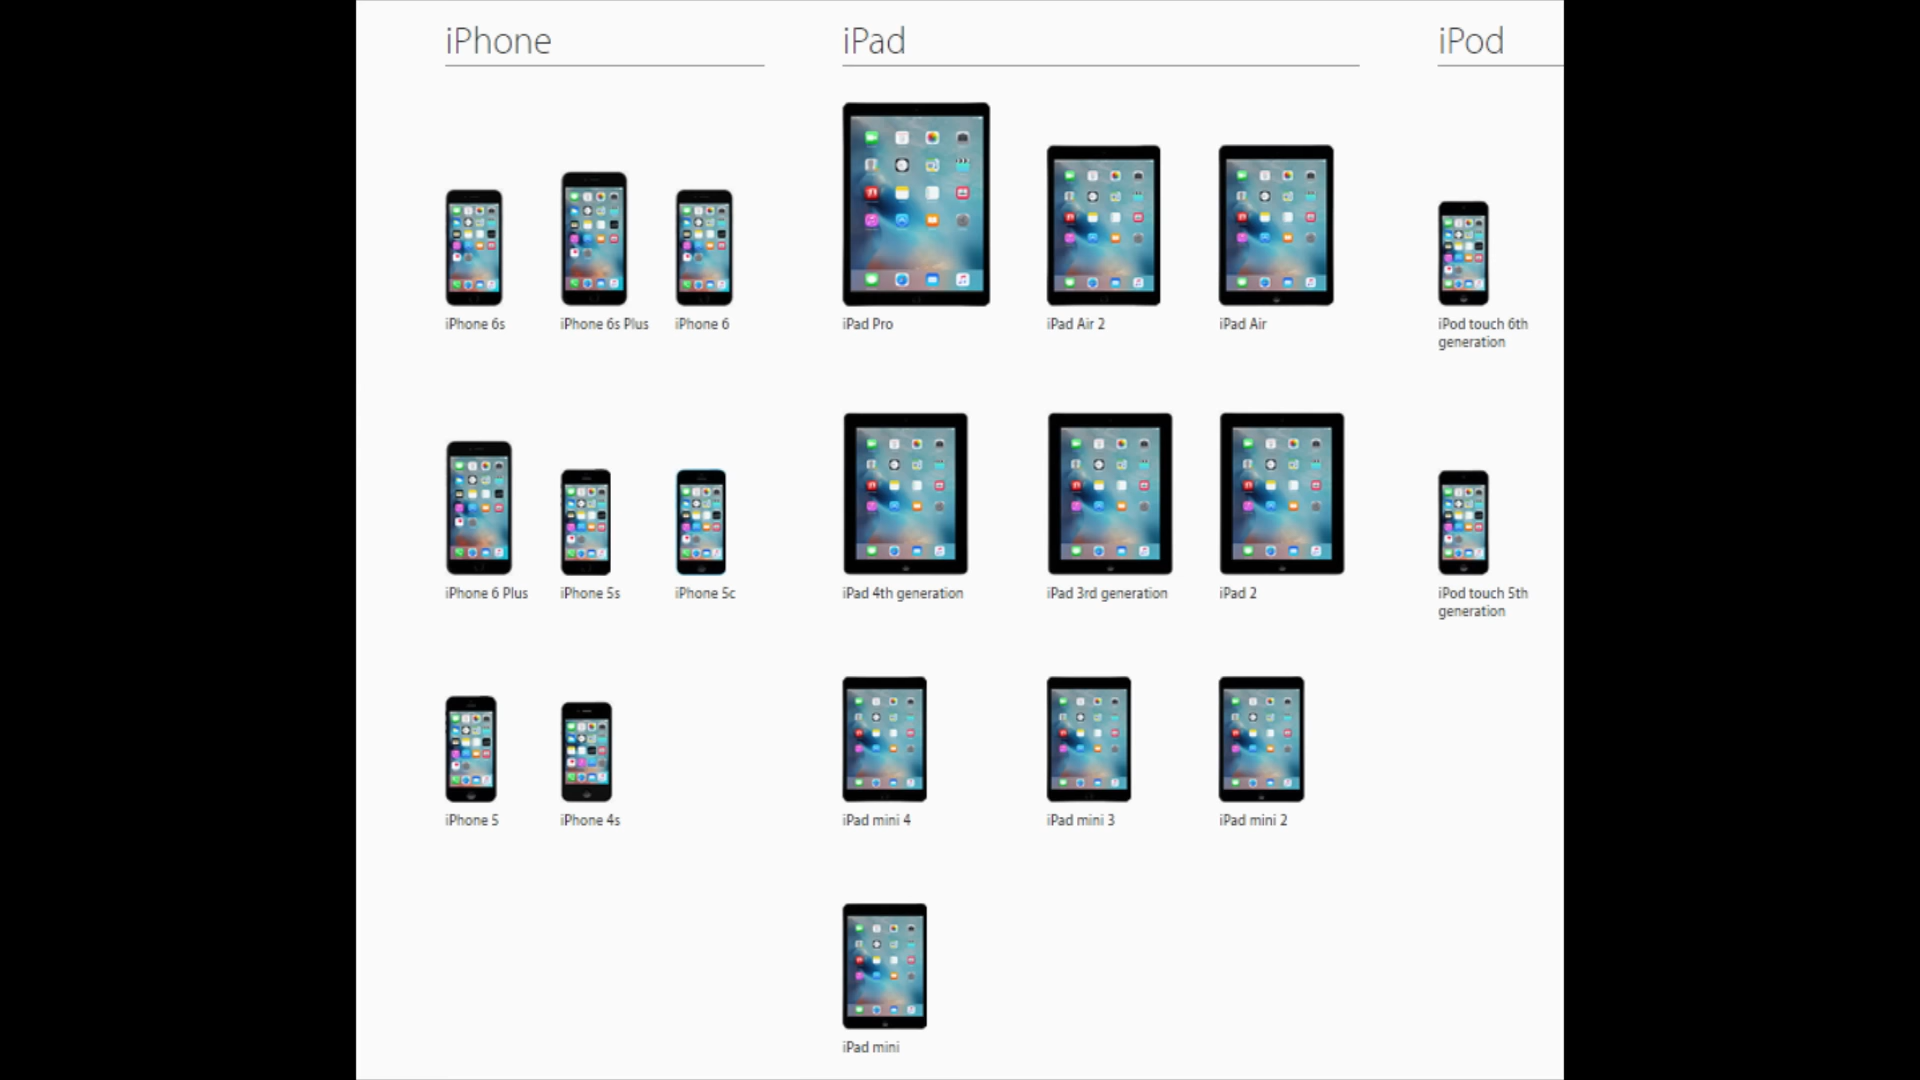 iPhone
iPad
iPod
iPhone 6s
iPhone 6s Plus
iPhone 6
iPad Pro
iPad Air 2
iPad Air
iPod touch 6th
generation
iPhone 6 Plus
iPhone 5s
iPhone 5c
iPad 4th generation
iPad 3rd generation
iPad 2
iPod touch 5th
generation
iPhone 5
iPhone 4s
iPad mini 4
iPad mini 3
iPad mini 2
iPad mini